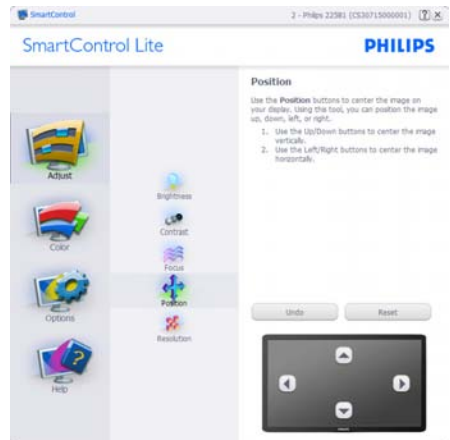 SmartControl
2 - Philips 225B1 (CS30715000001)
SmartControl Lite
PHILIPS
Adjust
Color
Options
Help
Brightness
Contrast
Focus
Position
Resolution
Position
Use the Position buttons to center the image on
your display. Using this tool, you can position the image
up, down, left, or right.
1. Use the Up/Down buttons to center the image
vertically.
2. Use the Left/Right buttons to center the image
horizontally.
Undo
Reset